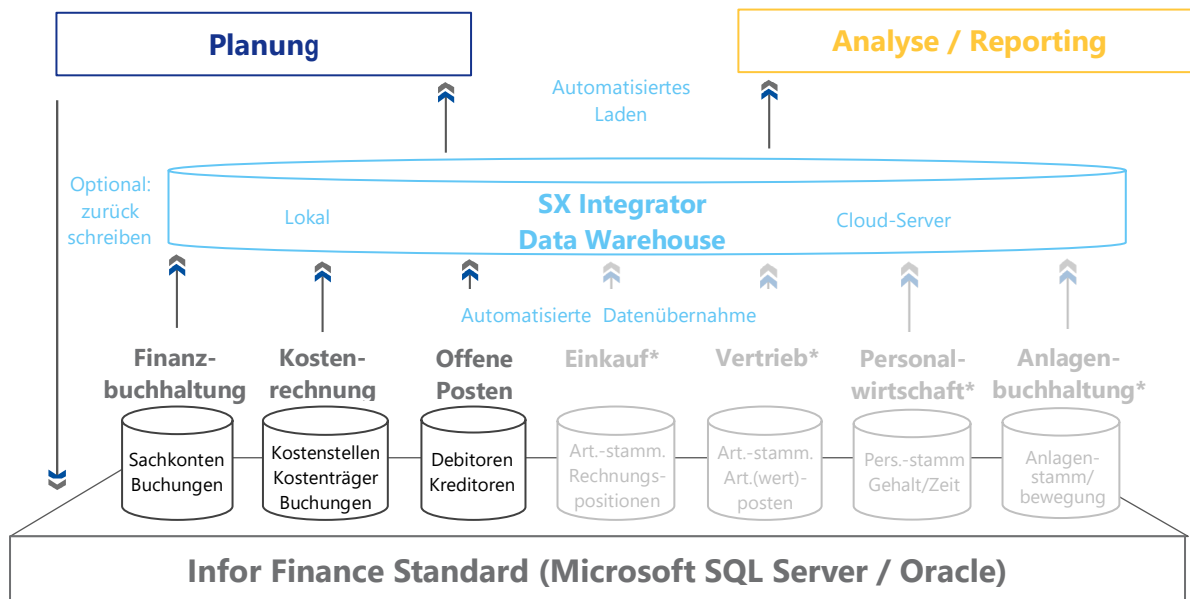 Planung
Analyse / Reporting
Automatisiertes
Laden
Optional:
zurück
schreiben
SX Integrator
Data Warehouse
Lokal
Cloud-Server
Automatisierte Datenübernahme
Finanz-
buchhaltung
Kosten-
rechnung
Offene
Posten
Einkauf*
Vertrieb*
Personal-
wirtschaft*
Anlagen-
buchhaltung*
Sachkonten
Buchungen
Kostenstellen
Kostenträger
Buchungen
Debitoren
Kreditoren
Art.-stamm.
Rechnungs-
positionen
Art.-stamm.
Art.(wert)-
posten
Pers.-stamm
Gehalt/Zeit
Anlagen-
stamm/
bewegung
Infor Finance Standard (Microsoft SQL Server / Oracle)